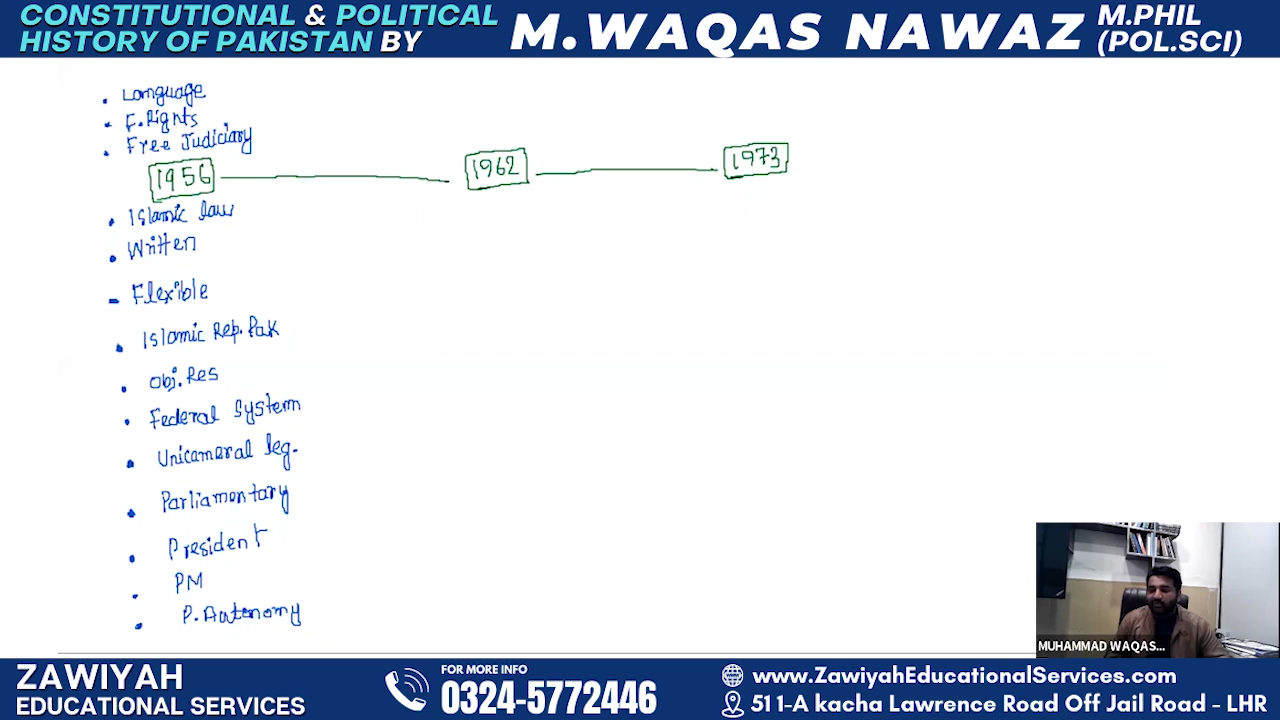 CONSTITUTIONAL & POLITICAL
HISTORY OF PAKISTAN BY
M.WAQAS NAWAZ
M.PHIL
(POL.SCI)
• Language
• F.Rights
• Free Judiciary
1956
1962
1973
• Islamic law
• Written
- Flexible
• Islamic Rep. Pak
• Obj. Res
• Federal System
• Unicameral leg.
• Parliamentary
• President
• PM
• P. Autonomy
MUHAMMAD WAQAS...
ZAWIYAH
EDUCATIONAL SERVICES
FOR MORE INFO
0324-5772446
www.ZawiyahEducationalServices.com
511-A kacha Lawrence Road Off Jail Road - LHR